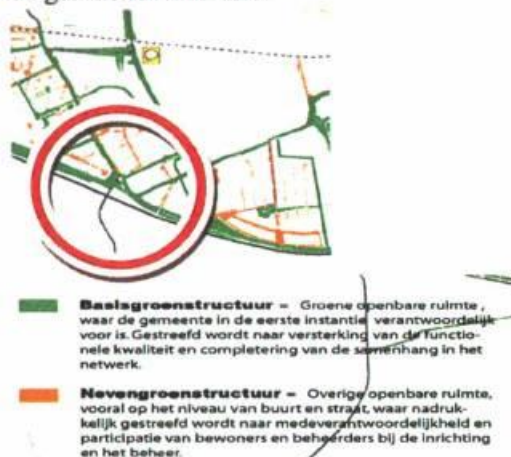 Basisgroenstructuur – Groene openbare ruimte,
waar de gemeente in de eerste instantie verantwoordelijk
voor is. Gestreefd wordt naar versterking van de functio-
nele kwaliteit en completering van de samenhang in het
netwerk.
Nevengroenstructuur – Overige openbare ruimte,
vooral op het niveau van buurt en straat, waar nadruk-
kelijk gestreefd wordt naar medeverantwoordelijkheid en
participatie van bewoners en beheerders bij de inrichting
en het beheer.